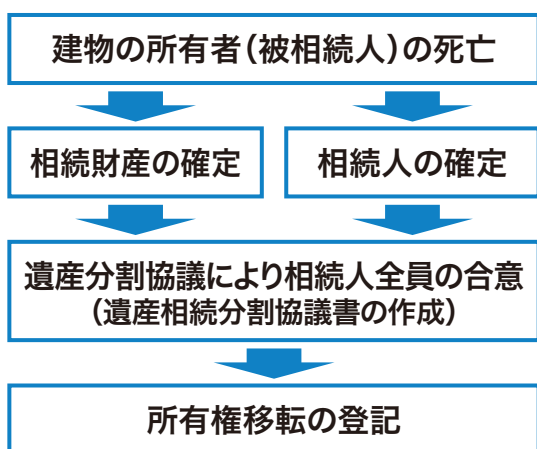 建物の所有者(被相続人)の死亡
相続財産の確定
相続人の確定
遺産分割協議により相続人全員の合意
(遺産相続分割協議書の作成)
所有権移転の登記